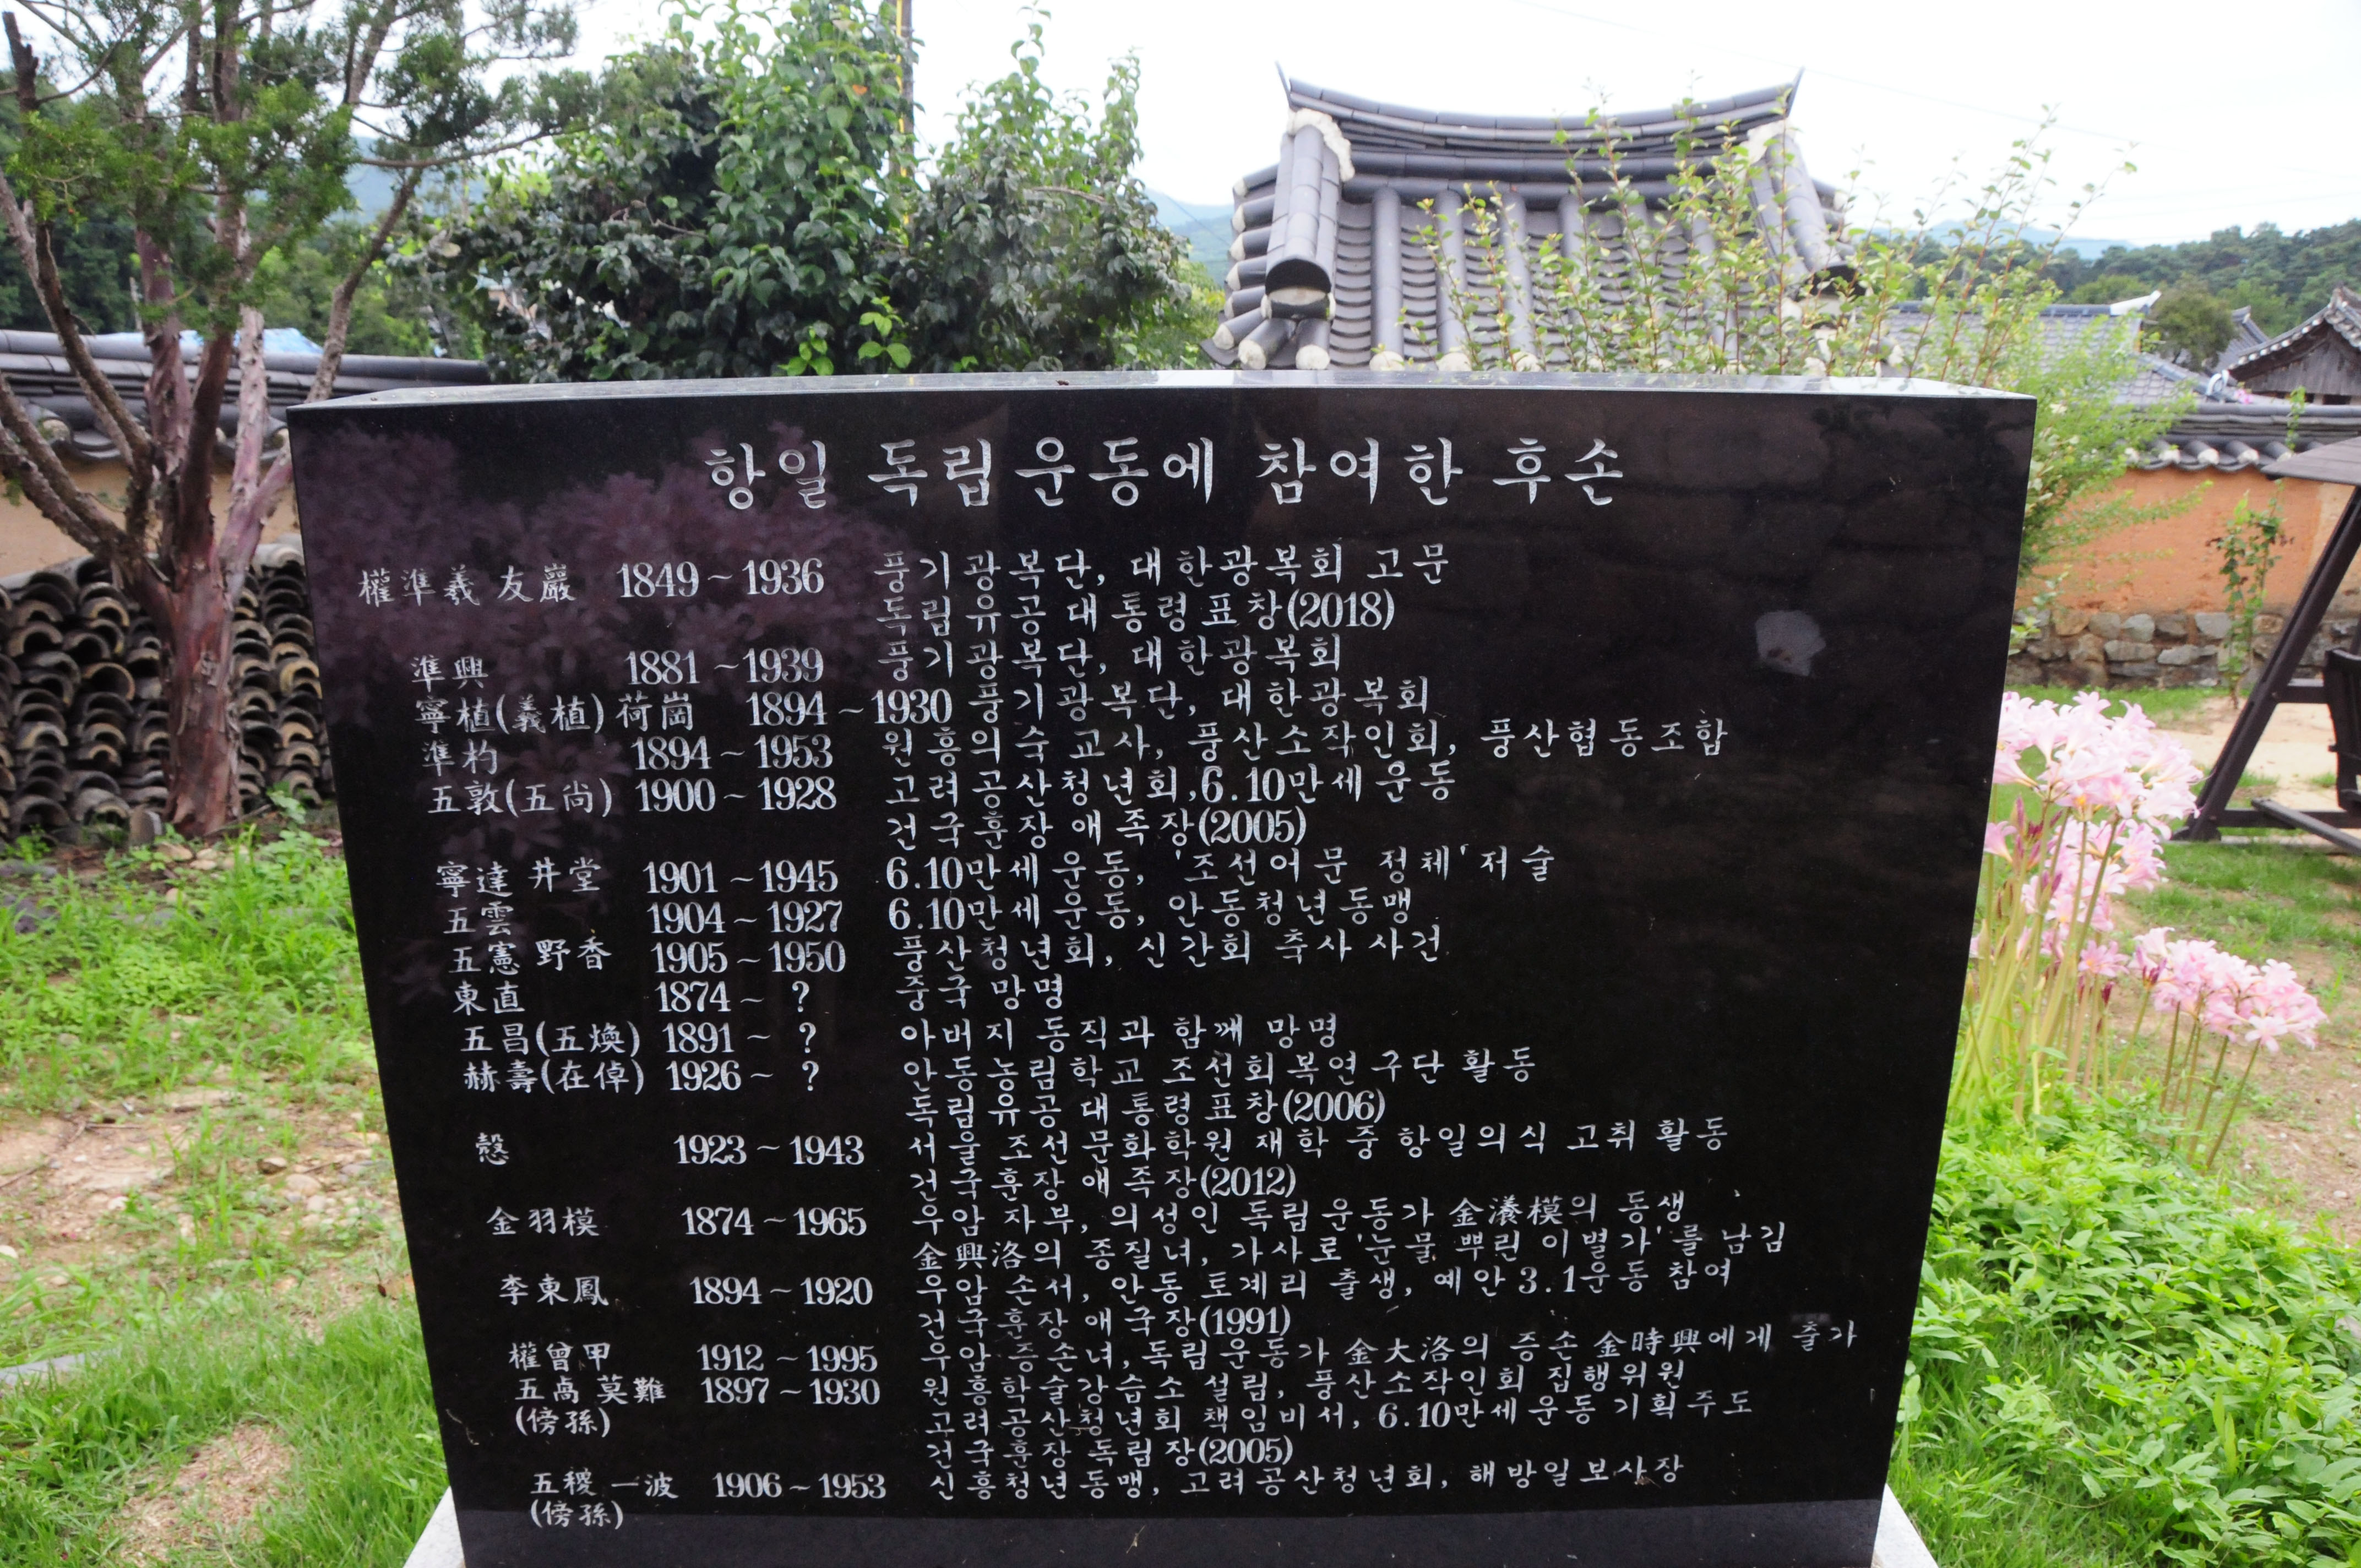 항일 독립운동에 참여한 후손
權準羲 友巖 1849 ~ 1936 풍기광복단, 대한광복회 고문
독립유공 대통령표창(2018)
準興 1881 ~ 1939 풍기광복단, 대한광복회
寧植(義植) 荷崗 1894 ~ 1930 풍기광복단, 대한광복회
準杓 1894 ~ 1953 원흥의숙교사, 풍산소작인회, 풍산협동조합
五敦(五尚) 1900 ~ 1928 고려공산청년회, 6.10만세운동
건국훈장 애족장(2005)
寧達 井堂 1901 ~ 1945 6.10만세운동, '조선어문 정체' 저술
五雲 1904 ~ 1927 6.10만세운동, 안동청년동맹
五憲 野香 1905 ~ 1950 풍산청년회, 신간회 축사 사건
東直 1874 ~ ? 중국 망명
五昌(五煥) 1891 ~ ? 아버지 동직과 함께 망명
赫壽(在倬) 1926 ~ ? 안동농림학교 조선회복연구단 활동
독립유공 대통령표창(2006)
慤 1923 ~ 1943 서울 조선문화학원 재학 중 항일의식 고취 활동
건국훈장 애족장(2012)
金羽模 1874 ~ 1965 우암 자부, 의성인 독립운동가 金瀁模의 동생
金興洛의 종질녀, 가사로 '눈물 뿌린 이별가'를 남김
李東鳳 1894 ~ 1920 우암 손서, 안동 토계리 출생, 예안 3.1운동 참여
건국훈장 애국장(1991)
權曾甲 1912 ~ 1995 우암 증손녀, 독립운동가 金大洛의 증손 金時興에게 출가
五卨 莫難 1897 ~ 1930 원흥학술강습소 설립, 풍산소작인회 집행위원
(傍孫) 고려공산청년회 책임비서, 6.10만세운동 기획주도
건국훈장 독립장(2005)
五稷 一波 1906 ~ 1953 신흥청년동맹, 고려공산청년회, 해방일보사장
(傍孫)